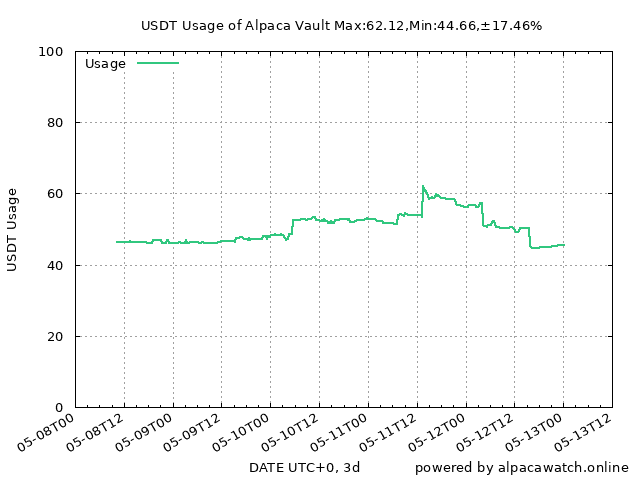 USDT Usage of Alpaca Vault Max:62.12,Min:44.66,±17.46%
Usage
100
80
60
40
20
0
USDT Usage
05-08T00
05-08T12
05-09T00
05-09T12
05-10T00
05-10T12
05-11T00
05-11T12
05-12T00
05-12T12
05-13T00
05-13T12
DATE UTC+0, 3d
powered by alpacawatch.online